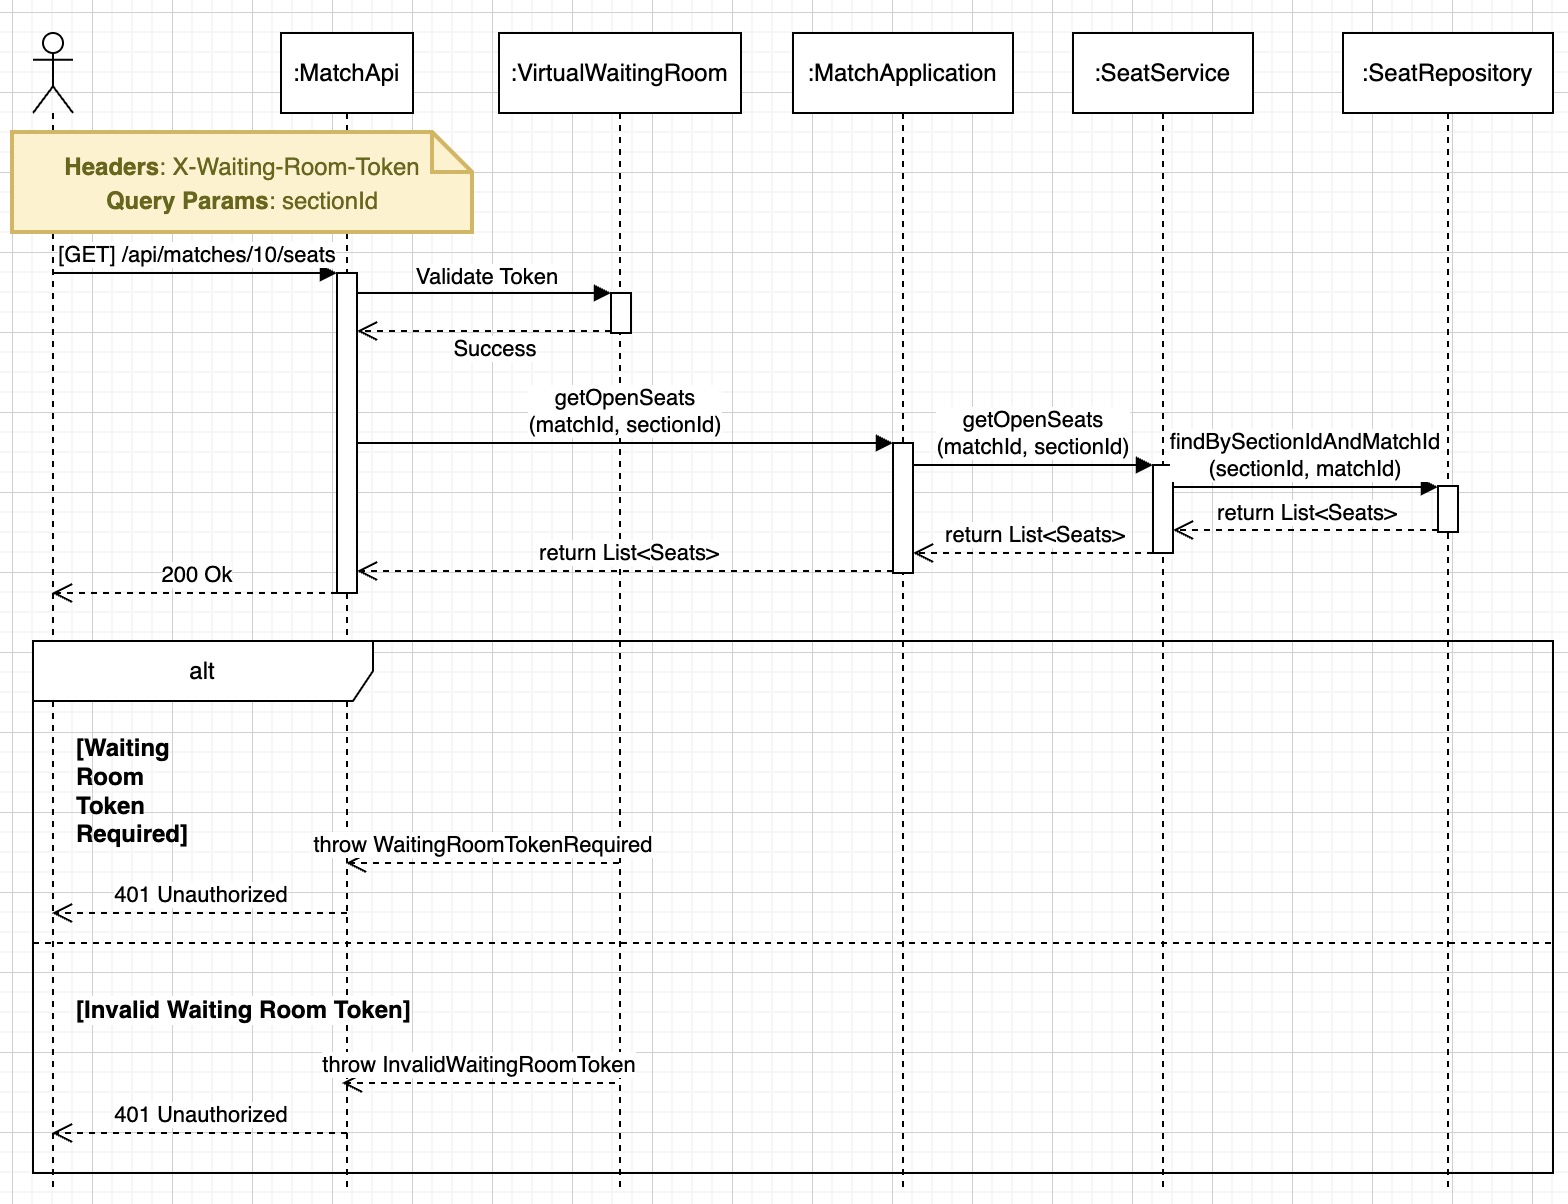 :MatchApi
:VirtualWaitingRoom
:MatchApplication
:SeatService
:SeatRepository
Headers: X-Waiting-Room-Token
Query Params: sectionId
[GET] /api/matches/10/seats
Validate Token
Success
getOpenSeats
(matchId, sectionId)
getOpenSeats
(matchId, sectionId)
findBySectionIdAndMatchId
(sectionId, matchId)
return List<Seats>
return List<Seats>
return List<Seats>
200 Ok
alt
[Waiting
Room
Token
Required]
throw WaitingRoomTokenRequired
401 Unauthorized
[Invalid Waiting Room Token]
throw InvalidWaitingRoomToken
401 Unauthorized